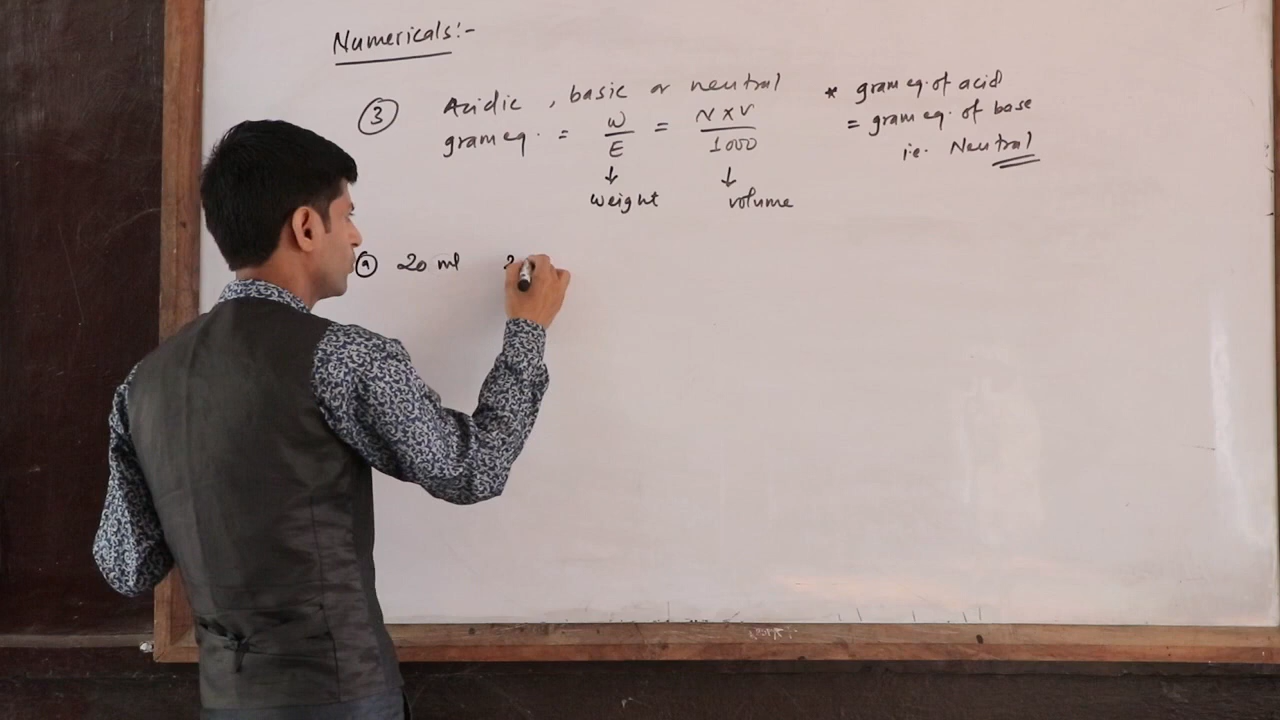 Numericals:-
③ Acidic, basic or neutral
gram eq. = W/E = N×V/1000
↓ ↓
weight volume
* gram eq. of acid
= gram eq. of base
i.e. Neutral
ⓐ 20 ml 2